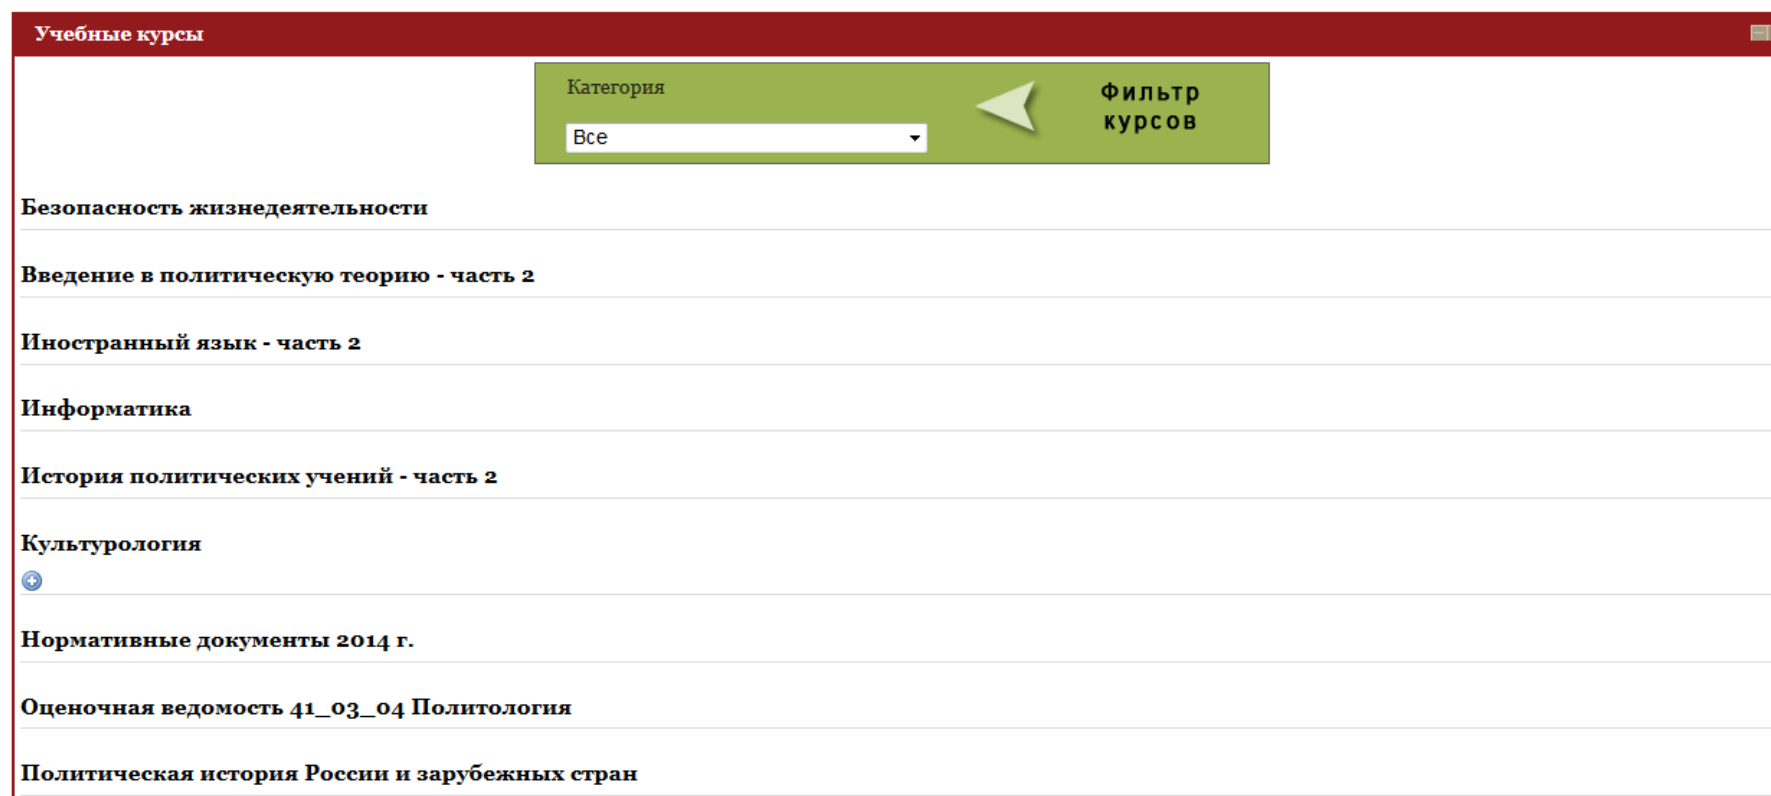 Учебные курсы
Категория
Фильтр
курсов
Все
Безопасность жизнедеятельности
Введение в политическую теорию - часть 2
Иностранный язык - часть 2
Информатика
История политических учений - часть 2
Культурология
Нормативные документы 2014 г.
Оценочная ведомость 41_03_04 Политология
Политическая история России и зарубежных стран